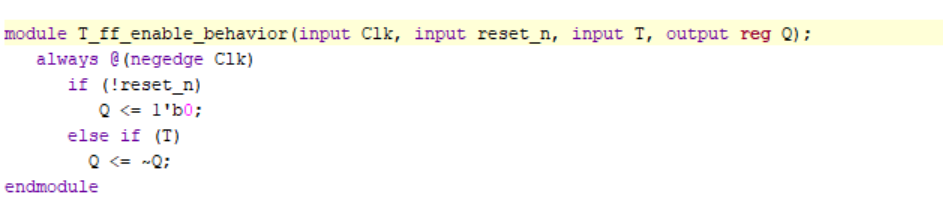 module T_ff_enable_behavior(input Clk, input reset_n, input T, output reg Q);
always @(negedge Clk)
if (!reset_n)
Q <= 1'b0;
else if (T)
Q <= ~Q;
endmodule